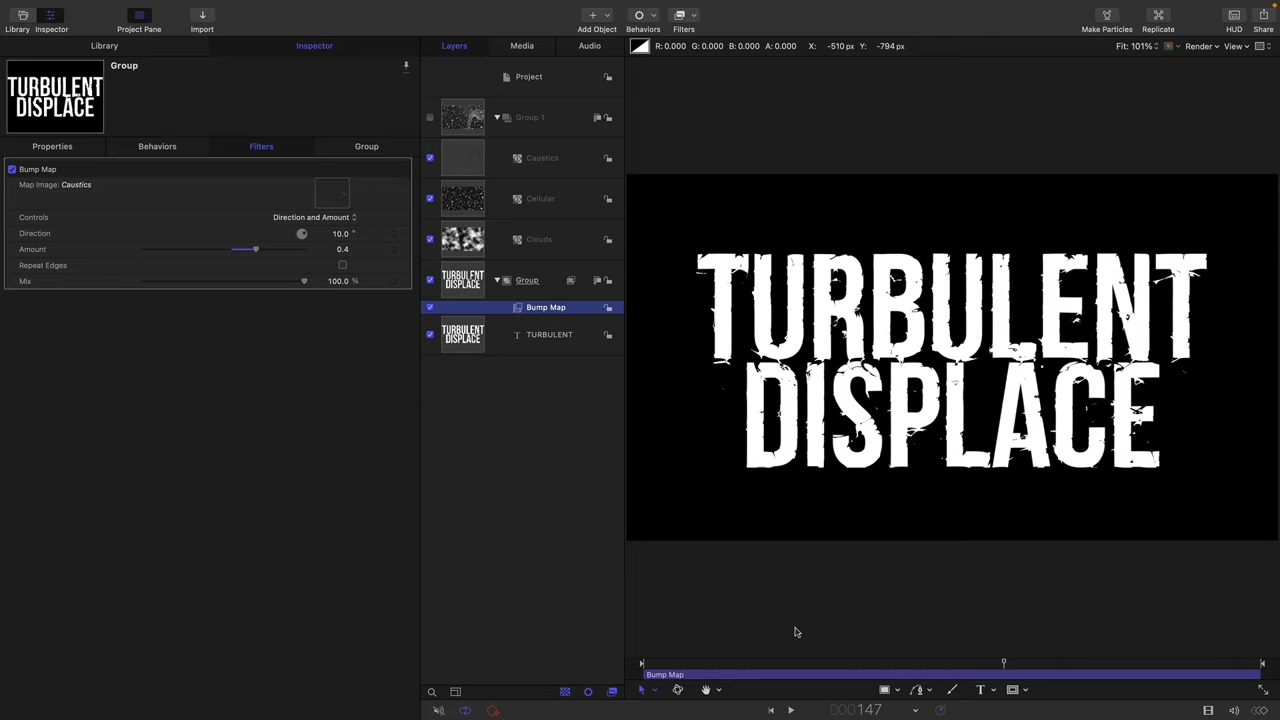 Library
Inspector
Project Pane
Import
Add Object
Behaviors
Filters
Make Particles
Replicate
HUD
Share
Library
Inspector
Layers
Media
Audio
R: 0.000
G: 0.000
B: 0.000
A: 0.000
X: -510 px
Y: -794 px
Fit: 101%
Render
View
TURBULENT
DISPLACE
Group
Properties
Behaviors
Filters
Group
Bump Map
Map Image: Caustics
Controls
Direction and Amount
Direction
10.0 °
Amount
0.4
Repeat Edges
Mix
100.0 %
Project
Group 1
Caustics
Cellular
Clouds
TURBULENT
DISPLACE
Group
Bump Map
TURBULENT
DISPLACE
T TURBULENT
TURBULENT
DISPLACE
Bump Map
T
000147